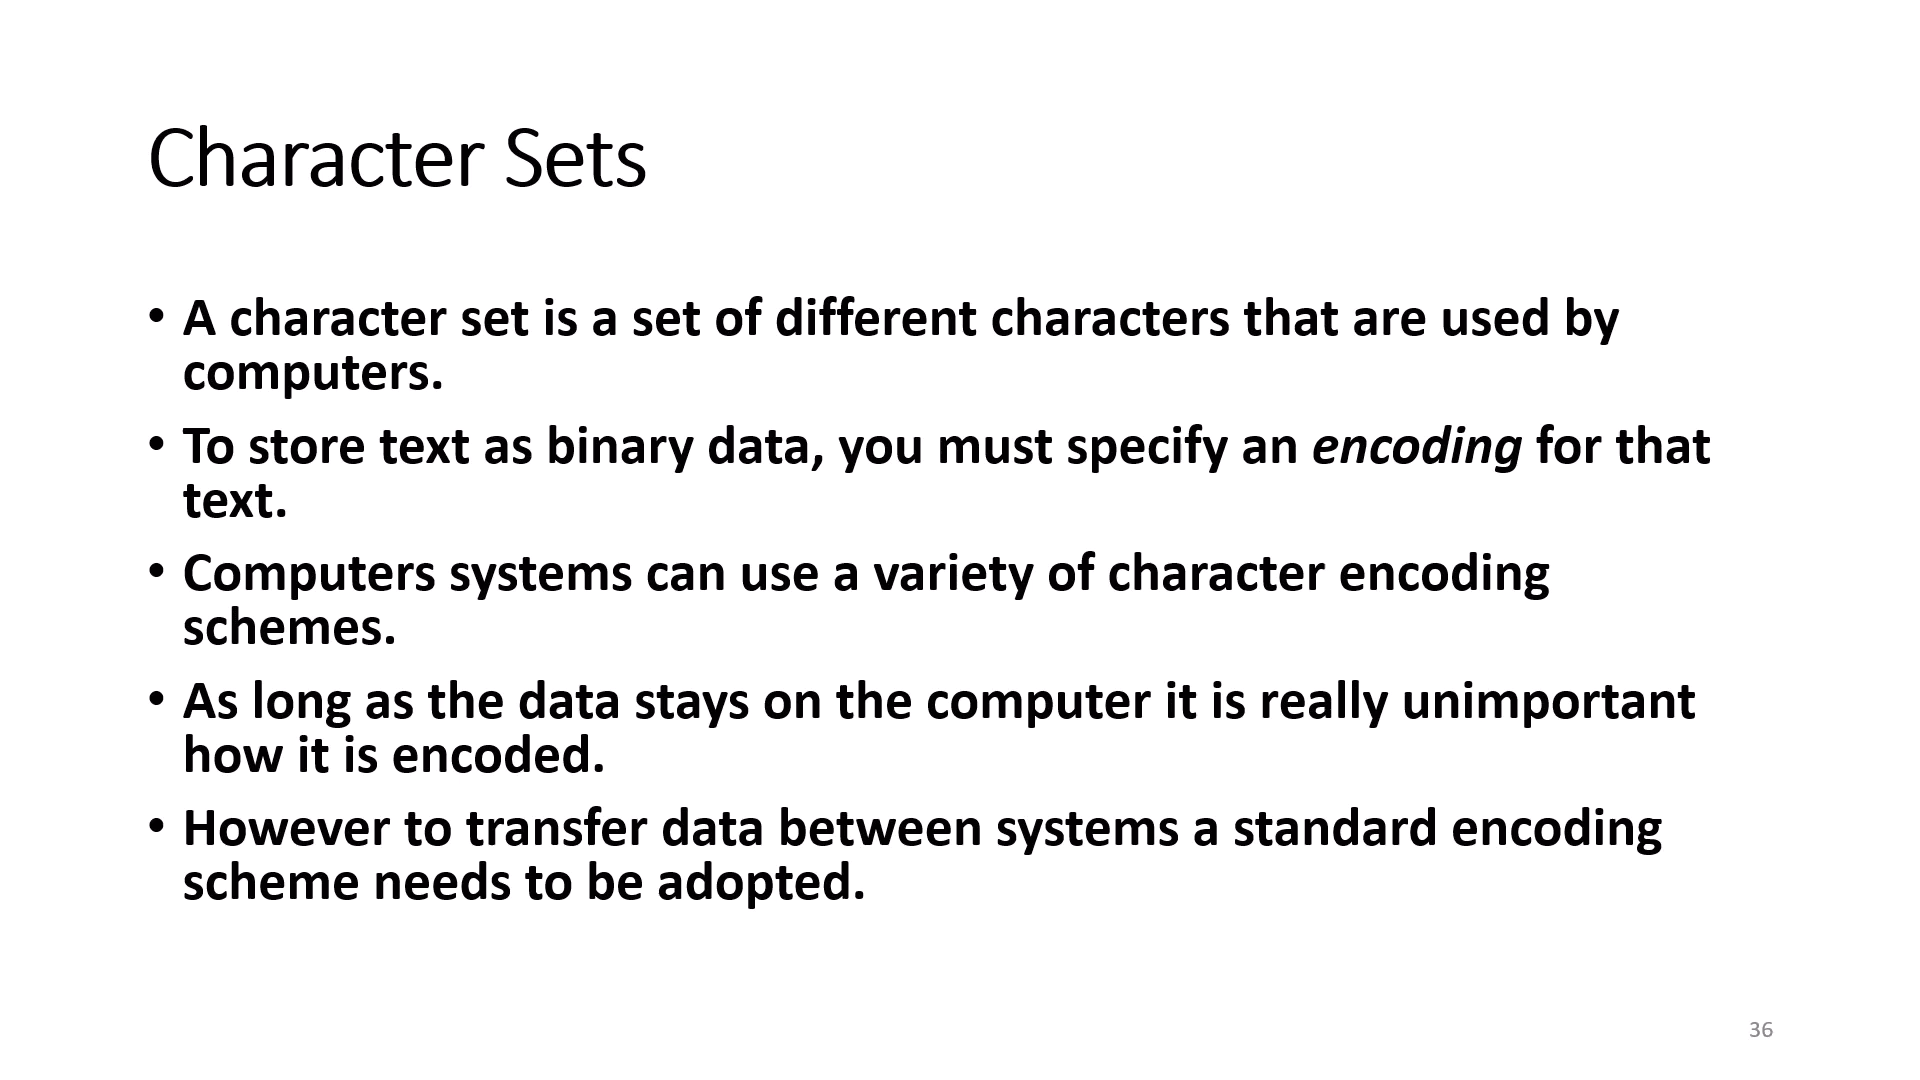 Character Sets
• A character set is a set of different characters that are used by
computers.
• To store text as binary data, you must specify an encoding for that
text.
• Computers systems can use a variety of character encoding
schemes.
• As long as the data stays on the computer it is really unimportant
how it is encoded.
• However to transfer data between systems a standard encoding
scheme needs to be adopted.
36